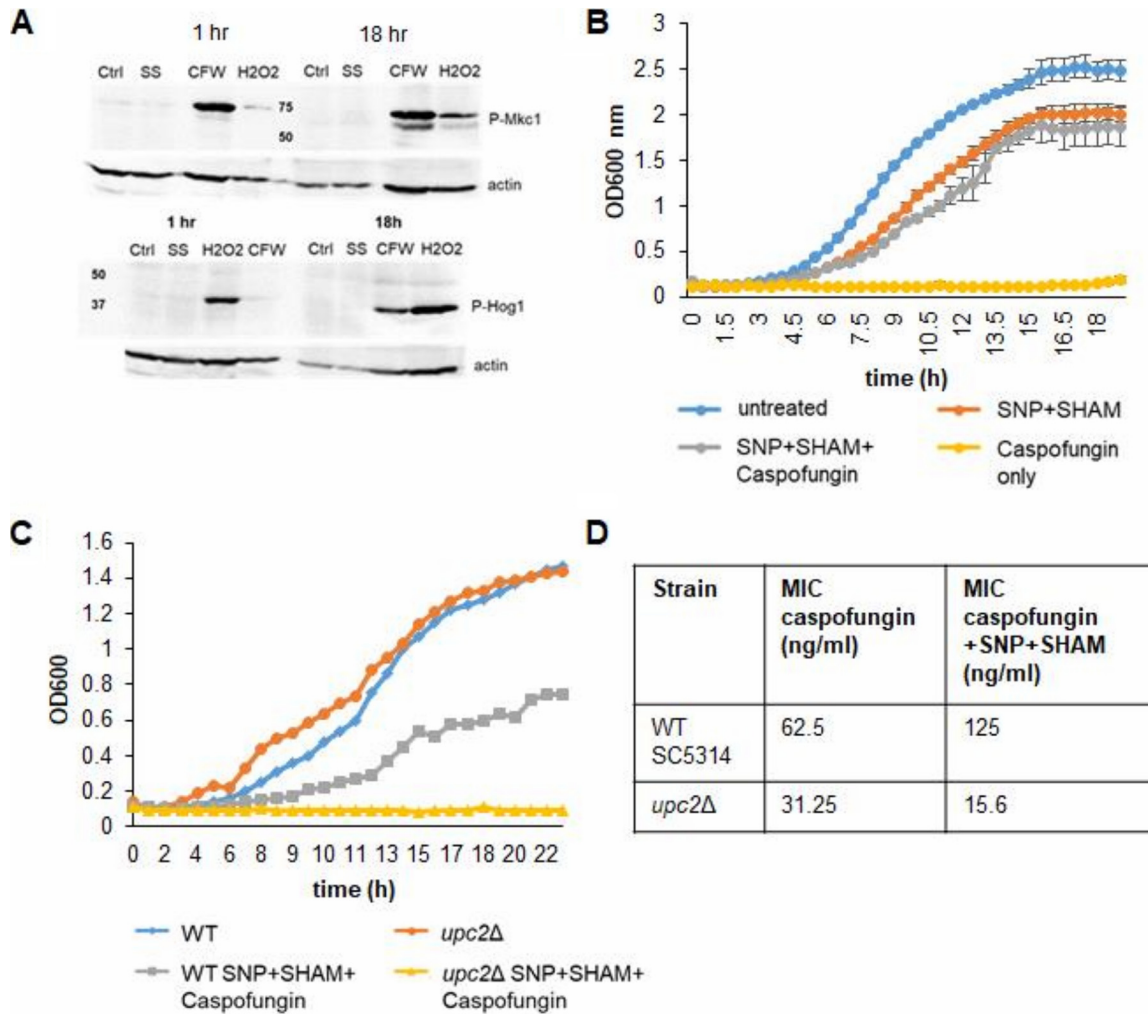 A
1 hr 18 hr
Ctrl SS CFW H2O2 Ctrl SS CFW H2O2
75
P-Mkc1
50
actin
1 hr 18h
Ctrl SS H2O2 CFW Ctrl SS CFW H2O2
50
37
P-Hog1
actin
B
3
2.5
2
1.5
1
0.5
0
OD600 nm
0 1.5 3 4.5 6 7.5 9 10.5 12 13.5 15 16.5 18
time (h)
untreated SNP+SHAM
SNP+SHAM+ Caspofungin
Caspofungin only
C
1.6
1.4
1.2
1
0.8
0.6
0.4
0.2
0
OD600
0 2 4 6 8 9 10 11 13 15 17 18 20 22
time (h)
WT upc2Δ
WT SNP+SHAM+ upc2Δ SNP+SHAM+
Caspofungin Caspofungin
D
Strain MIC MIC
caspofungin caspofungin
(ng/ml) +SNP+SHAM
(ng/ml)
WT 62.5 125
SC5314
upc2Δ 31.25 15.6